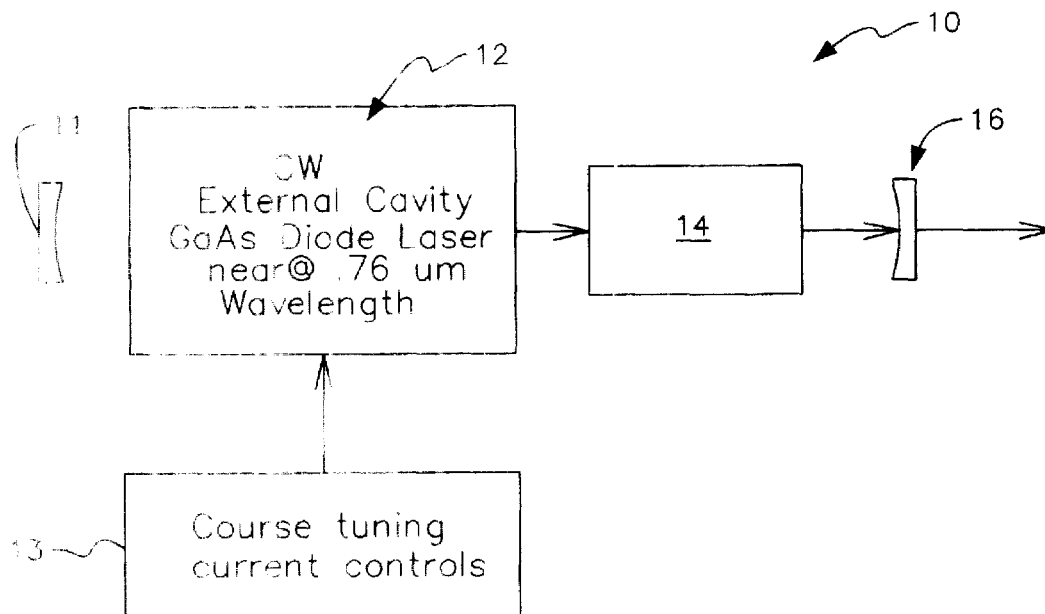 10
12
11
16
CW
External Cavity
GaAs Diode Laser
near@ .76 um
Wavelength
14
Course tuning
current controls
13